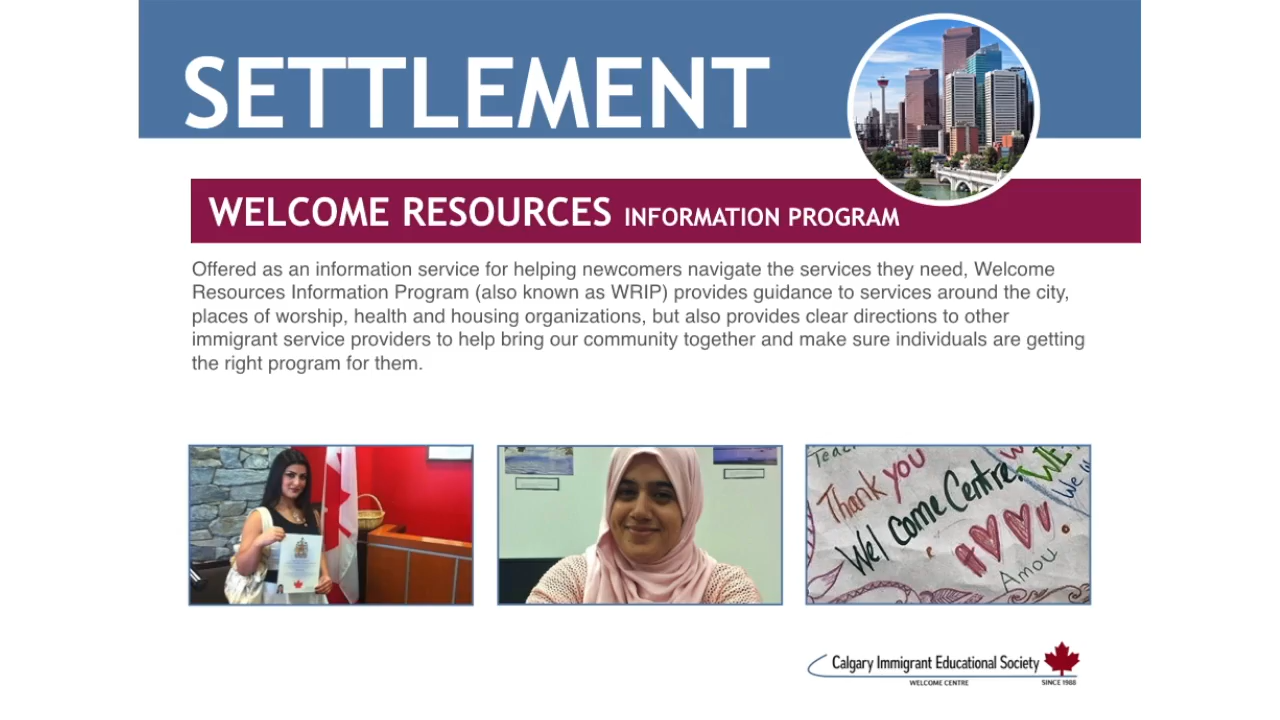 SETTLEMENT
WELCOME RESOURCES INFORMATION PROGRAM
Offered as an information service for helping newcomers navigate the services they need, Welcome
Resources Information Program (also known as WRIP) provides guidance to services around the city,
places of worship, health and housing organizations, but also provides clear directions to other
immigrant service providers to help bring our community together and make sure individuals are getting
the right program for them.
Thank you
Welcome Centre
Amou
Calgary Immigrant Educational Society
WELCOME CENTRE
SINCE 1988